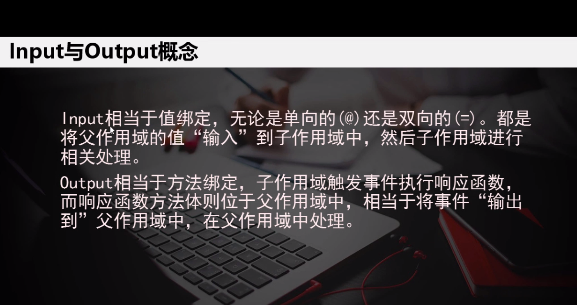 Input与Output概念
Input相当于值绑定，无论是单向的(@)还是双向的(=)。都是
将父作用域的值“输入”到子作用域中，然后子作用域进行
相关处理。
Output相当于方法绑定，子作用域触发事件执行响应函数，
而响应函数方法体则位于父作用域中，相当于将事件“输出
到”父作用域中，在父作用域中处理。